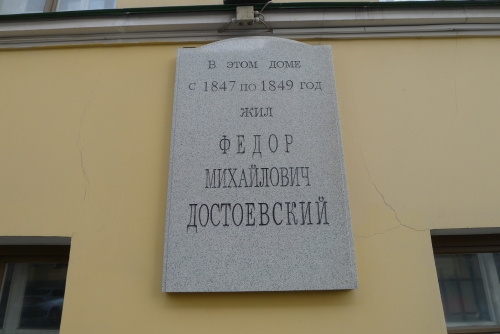 В ЭТОМ ДОМЕ
С 1847 ПО 1849 ГОД
ЖИЛ
ФЕДОР
МИХАЙЛОВИЧ
ДОСТОЕВСКИЙ